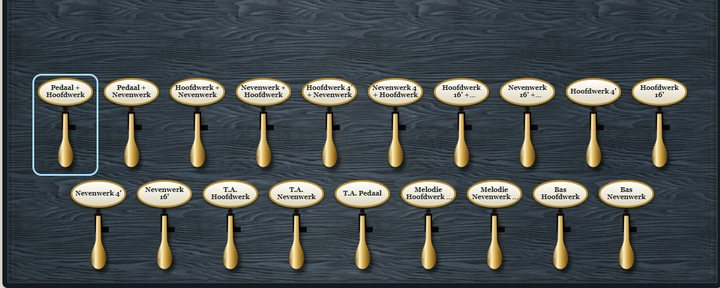 Pedaal +
Hoofdwerk
Pedaal +
Nevenwerk
Hoofdwerk +
Nevenwerk
Nevenwerk +
Hoofdwerk
Hoofdwerk 4
+ Nevenwerk
Nevenwerk 4
+ Hoofdwerk
Hoofdwerk
16' +...
Nevenwerk
16' +...
Hoofdwerk 4'
Hoofdwerk
16'
Nevenwerk 4'
Nevenwerk
16'
T.A.
Hoofdwerk
T.A.
Nevenwerk
T.A. Pedaal
Melodie
Hoofdwerk ...
Melodie
Nevenwerk ...
Bas
Hoofdwerk
Bas
Nevenwerk